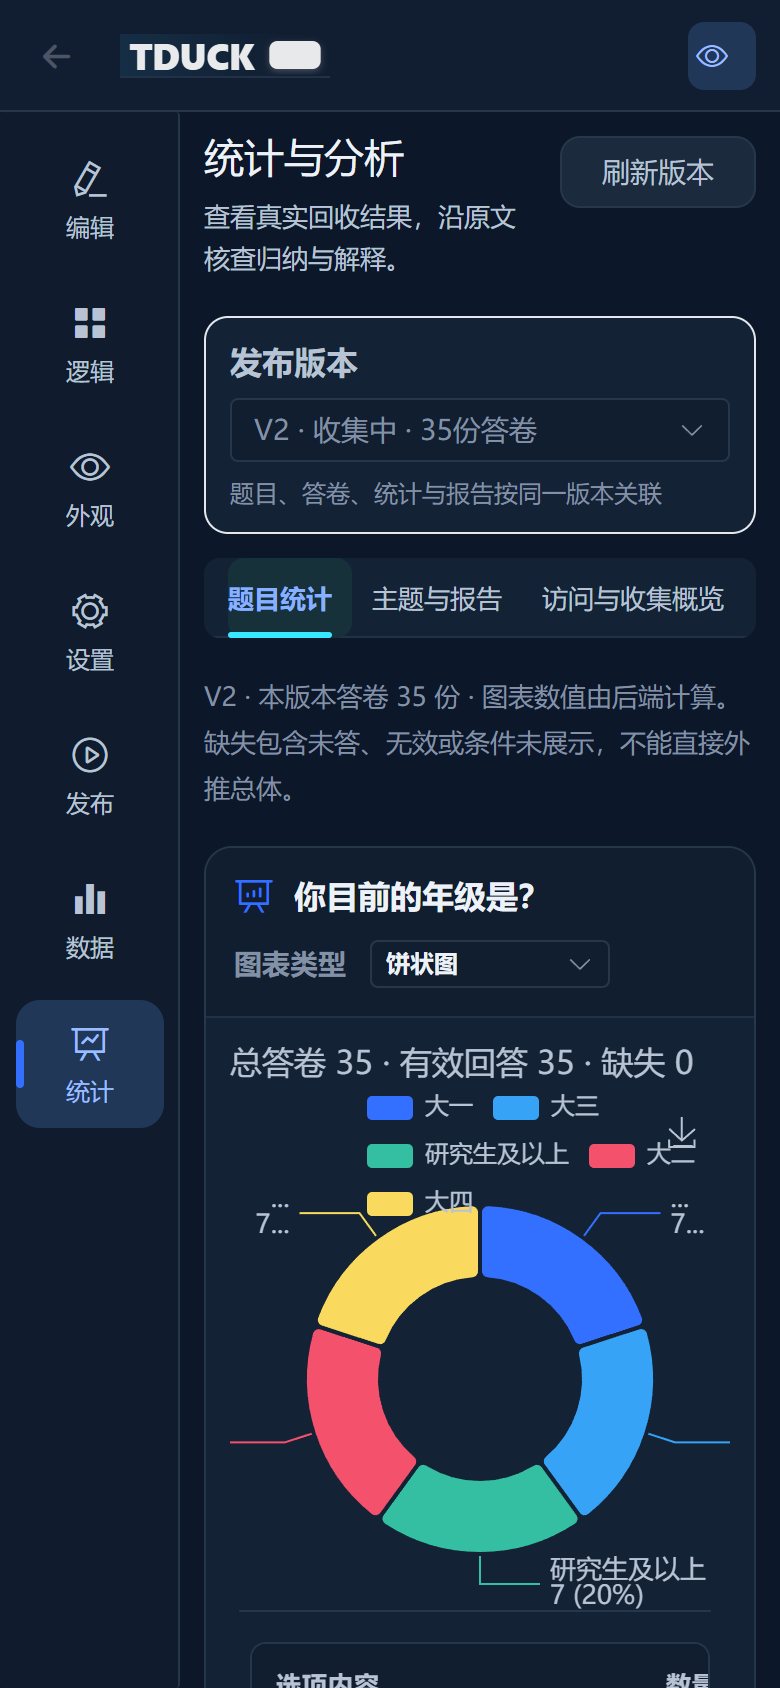 TDUCK
编辑
逻辑
外观
设置
发布
数据
统计
统计与分析
刷新版本
查看真实回收结果，沿原文
核查归纳与解释。
发布版本
V2 · 收集中 · 35份答卷
题目、答卷、统计与报告按同一版本关联
题目统计
主题与报告
访问与收集概览
V2 · 本版本答卷 35 份 · 图表数值由后端计算。
缺失包含未答、无效或条件未展示，不能直接外
推总体。
你目前的年级是?
图表类型
饼状图
总答卷 35 · 有效回答 35 · 缺失 0
大一
大三
研究生及以上
大二
大四
...
7...
...
7...
研究生及以上
7 (20%)
选项内容
数量